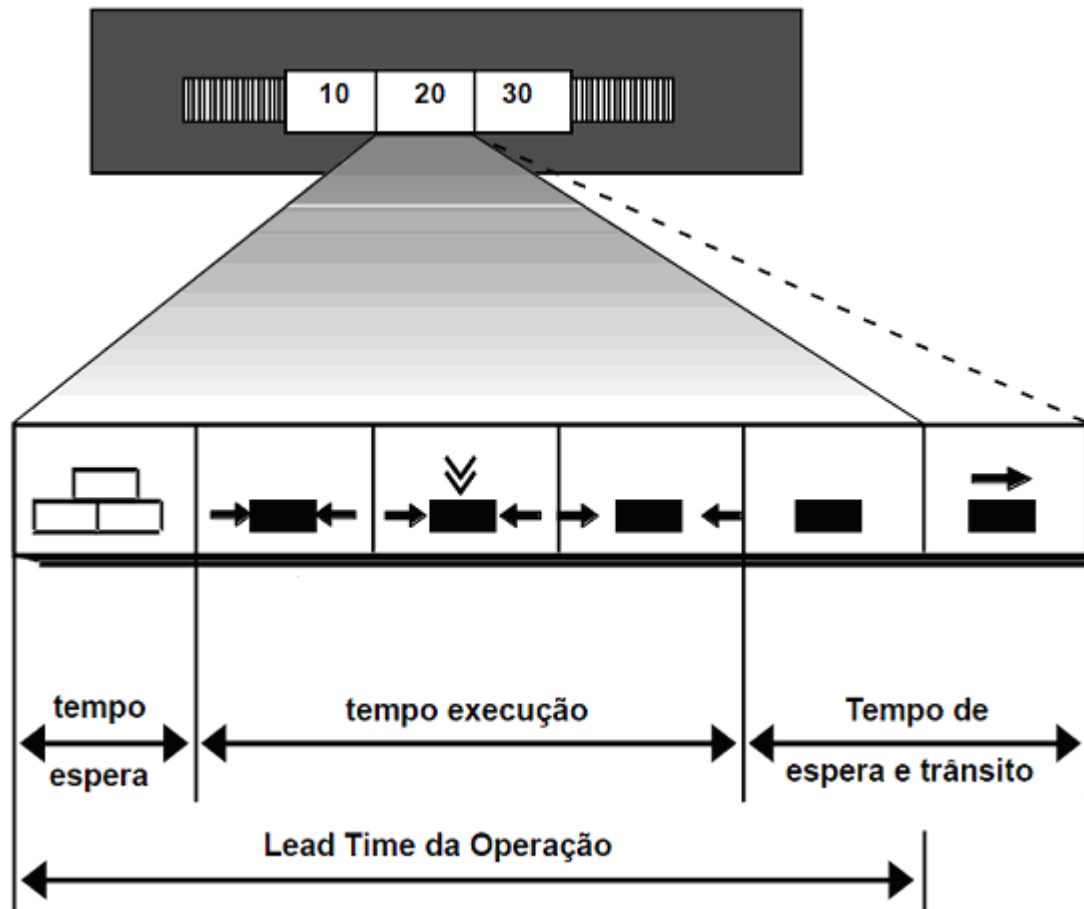 10 20 30
tempo
espera
tempo execução
Tempo de
espera e trânsito
Lead Time da Operação